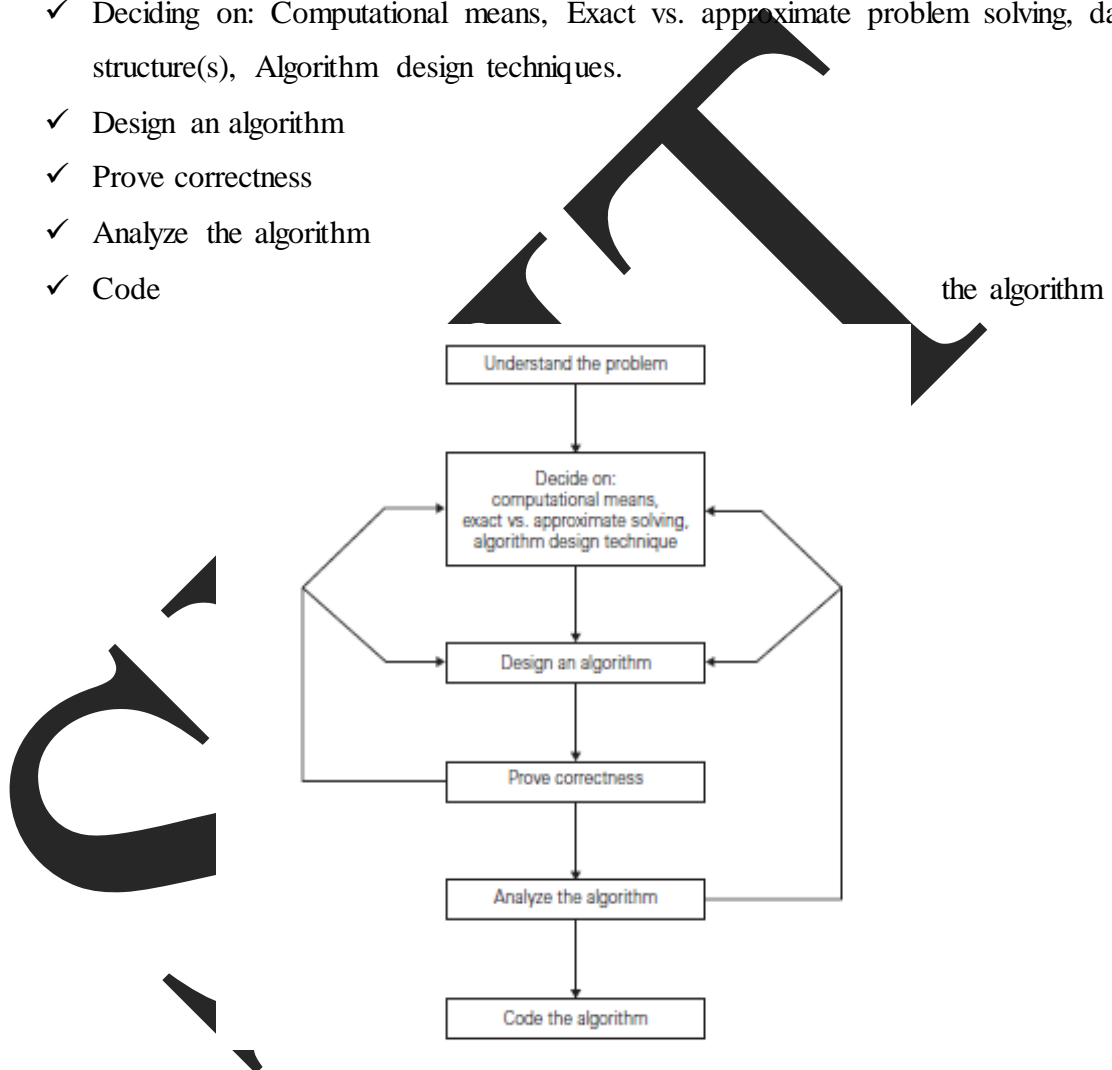 ✓ Deciding on: Computational means, Exact vs. approximate problem solving,
structure(s), Algorithm design techniques.
✓ Design an algorithm
✓ Prove correctness
✓ Analyze the algorithm
✓ Code the algorithm
Understand the problem
Decide on:
computational means,
exact vs. approximate solving,
algorithm design technique
Design an algorithm
Prove correctness
Analyze the algorithm
Code the algorithm